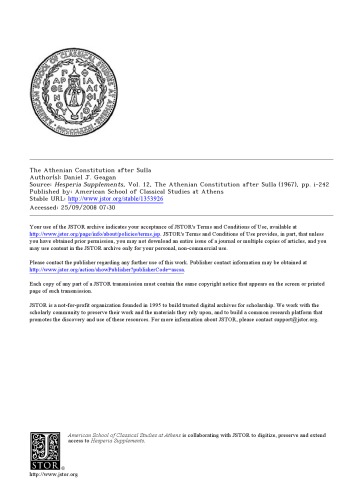 The Athenian Constitution after Sulla
Author(s): Daniel J. Geagan
Source: Hesperia Supplements, Vol. 12, The Athenian Constitution after Sulla (1967), pp. i-242
Published by: American School of Classical Studies at Athens
Stable URL: http://www.jstor.org/stable/1353926
Accessed: 25/09/2008 07:30
Your use of the JSTOR archive indicates your acceptance of JSTOR's Terms and Conditions of Use, available at
http://www.jstor.org/page/info/about/policies/terms.jsp. JSTOR's Terms and Conditions of Use provides, in part, that unless
you have obtained prior permission, you may not download an entire issue of a journal or multiple copies of articles, and you
may use content in the JSTOR archive only for your personal, non-commercial use.
Please contact the publisher regarding any further use of this work. Publisher contact information may be obtained at
http://www.jstor.org/action/showPublisher?publisherCode=ascsa.
Each copy of any part of a JSTOR transmission must contain the same copyright notice that appears on the screen or printed
page of such transmission.
JSTOR is a not-for-profit organization founded in 1995 to build trusted digital archives for scholarship. We work with the
scholarly community to preserve their work and the materials they rely upon, and to build a common research platform that
promotes the discovery and use of these resources. For more information about JSTOR, please contact support@jstor.org.
American School of Classical Studies at Athens is collaborating with JSTOR to digitize, preserve and extend
access to Hesperia Supplements.
JSTOR
®
http://www.jstor.org